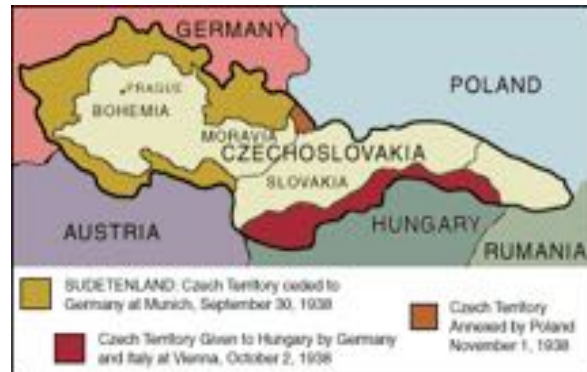 GERMANY
POLAND
PRAGUE
BOHEMIA
MORAVIA
CZECHOSLOVAKIA
SLOVAKIA
AUSTRIA
HUNGARY
RUMANIA
SUDETENLAND: Czech Territory ceded to
Germany at Munich, September 30, 1938
Czech Territory
Annexed by Poland
November 1, 1938
Czech Territory Given to Hungary by Germany
and Italy at Vienna, October 2, 1938